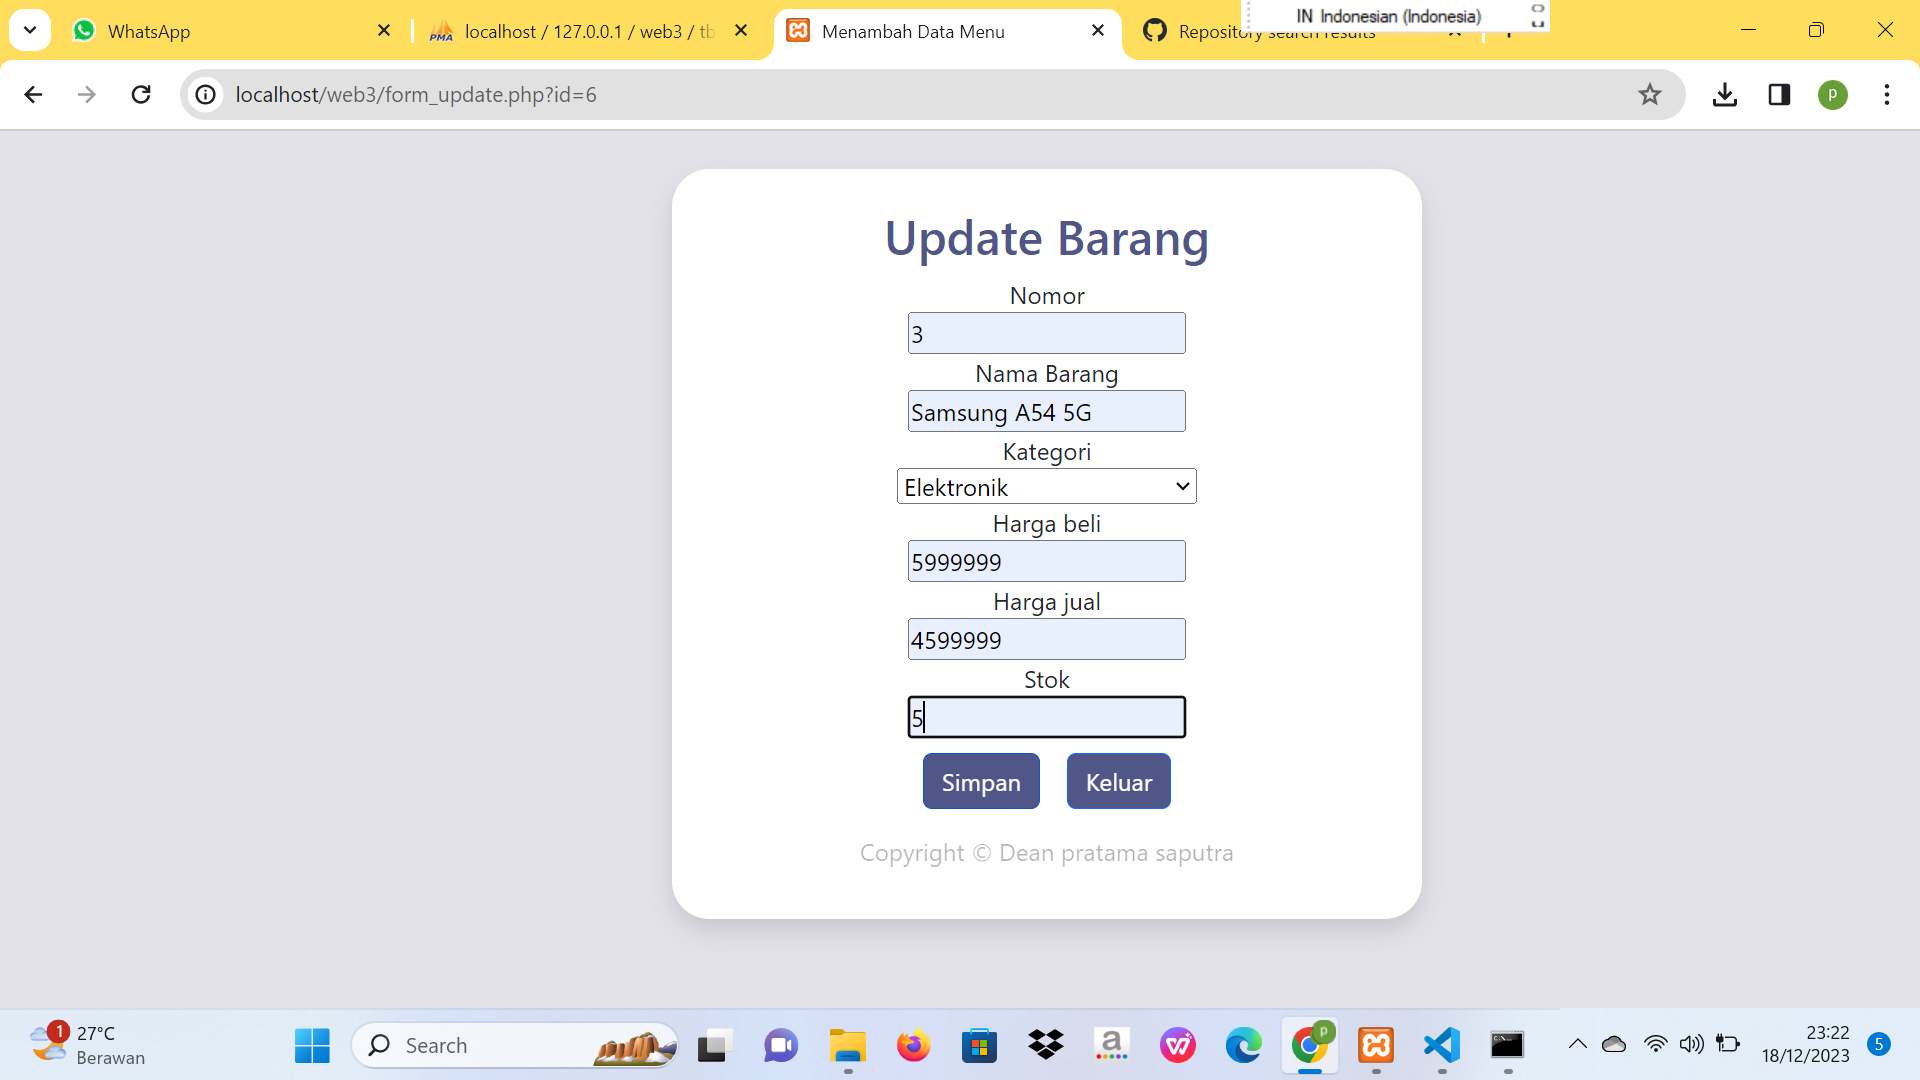 WhatsApp
localhost / 127.0.0.1 / web3 / tb
Menambah Data Menu
Repository search results
IN Indonesian (Indonesia)
localhost/web3/form_update.php?id=6
p
Update Barang
Nomor
3
Nama Barang
Samsung A54 5G
Kategori
Elektronik
Harga beli
5999999
Harga jual
4599999
Stok
5
Simpan
Keluar
Copyright © Dean pratama saputra
1
27°C
Berawan
Search
p
23:22
18/12/2023
5